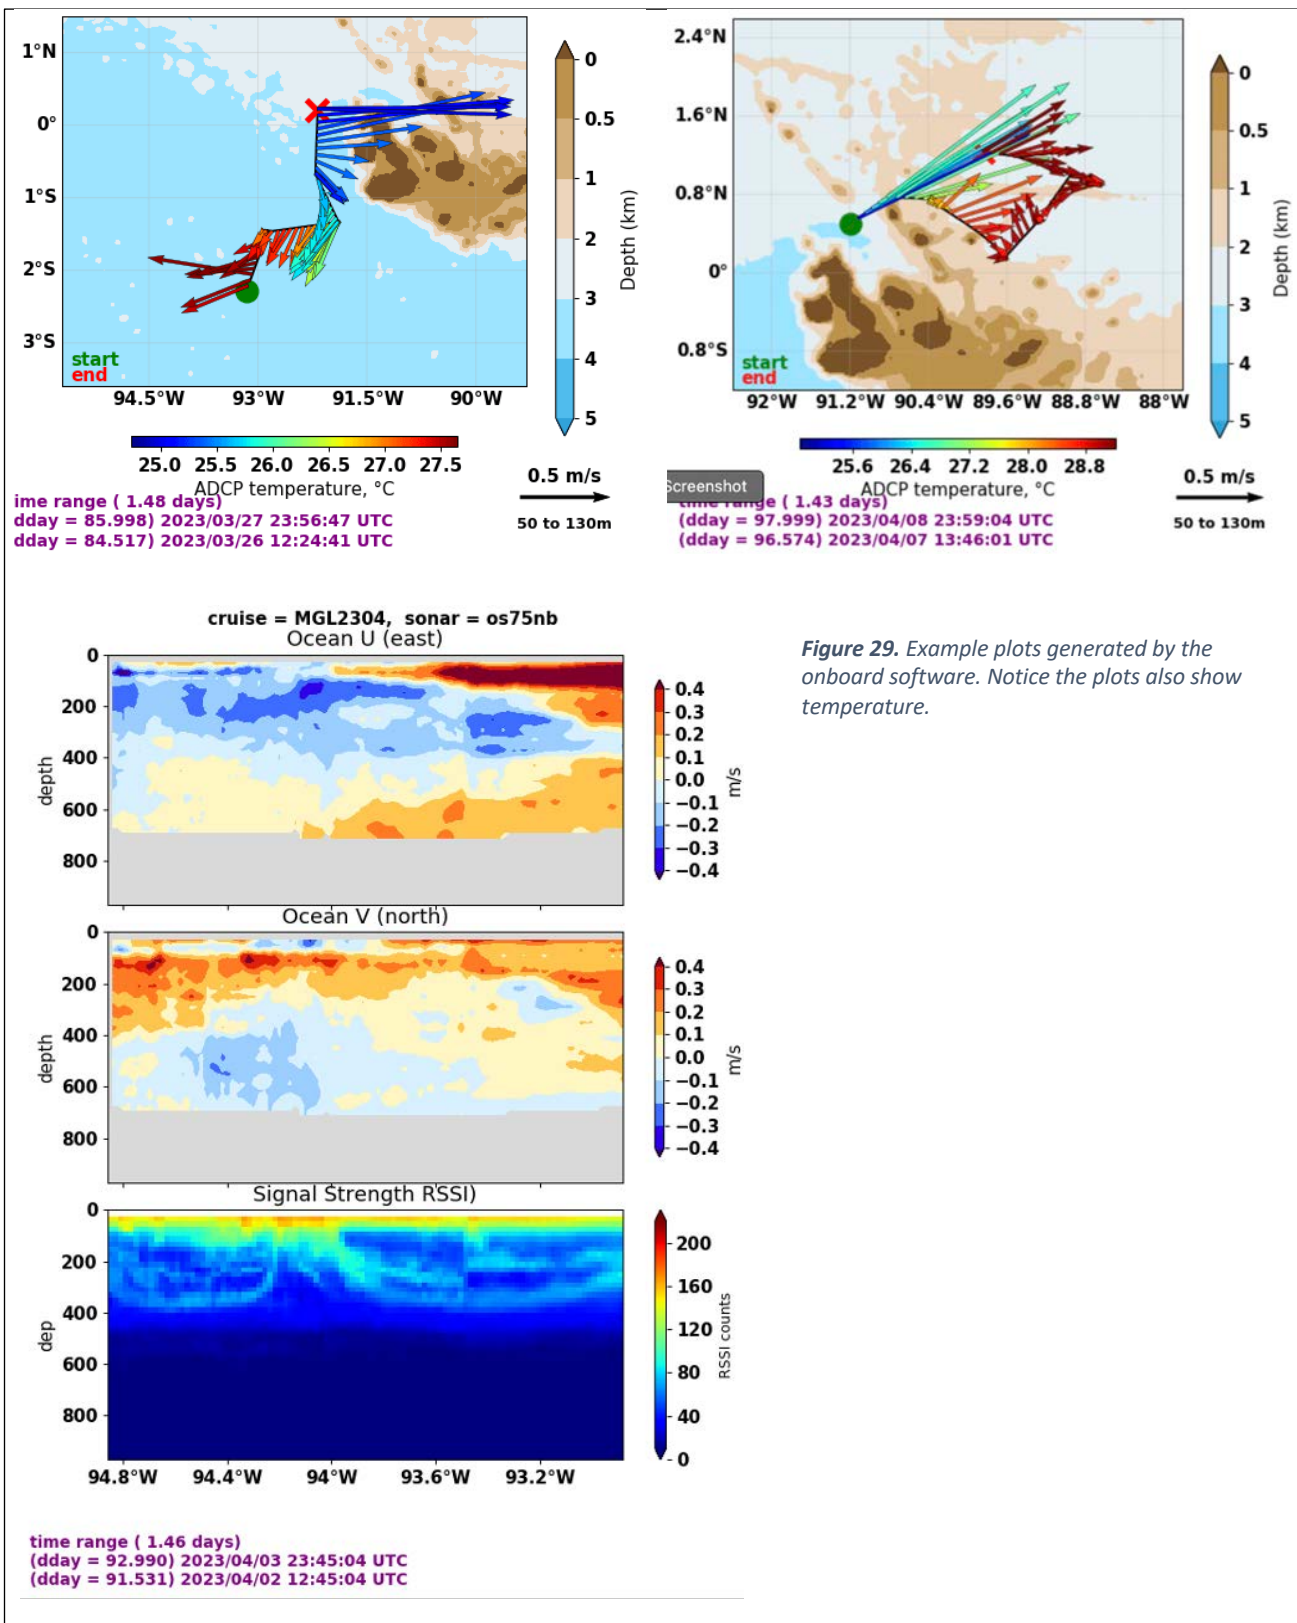 1°N
0°
1°S
2°S
3°S
start
end
94.5°W 93°W 91.5°W 90°W
0
0.5
1
2
3
4
5
Depth (km)
25.0 25.5 26.0 26.5 27.0 27.5
ADCP temperature, °C
0.5 m/s
50 to 130m
ime range ( 1.48 days)
dday = 85.998) 2023/03/27 23:56:47 UTC
dday = 84.517) 2023/03/26 12:24:41 UTC
2.4°N
1.6°N
0.8°N
0°
0.8°S
start
end
92°W 91.2°W 90.4°W 89.6°W 88.8°W 88°W
0
0.5
1
2
3
4
5
Depth (km)
25.6 26.4 27.2 28.0 28.8
Screenshot
ADCP temperature, °C
0.5 m/s
50 to 130m
time range ( 1.43 days)
(dday = 97.999) 2023/04/08 23:59:04 UTC
(dday = 96.574) 2023/04/07 13:46:01 UTC
cruise = MGL2304, sonar = os75nb
Ocean U (east)
0
200
400
600
800
depth
0.4
0.3
0.2
0.1
0.0
−0.1
−0.2
−0.3
−0.4
m/s
Figure 29. Example plots generated by the
onboard software. Notice the plots also show
temperature.
Ocean V (north)
0
200
400
600
800
depth
0.4
0.3
0.2
0.1
0.0
−0.1
−0.2
−0.3
−0.4
m/s
Signal Strength RSSI)
0
200
400
600
800
dep
200
160
120
80
40
0
RSSI counts
94.8°W 94.4°W 94°W 93.6°W 93.2°W
time range ( 1.46 days)
(dday = 92.990) 2023/04/03 23:45:04 UTC
(dday = 91.531) 2023/04/02 12:45:04 UTC